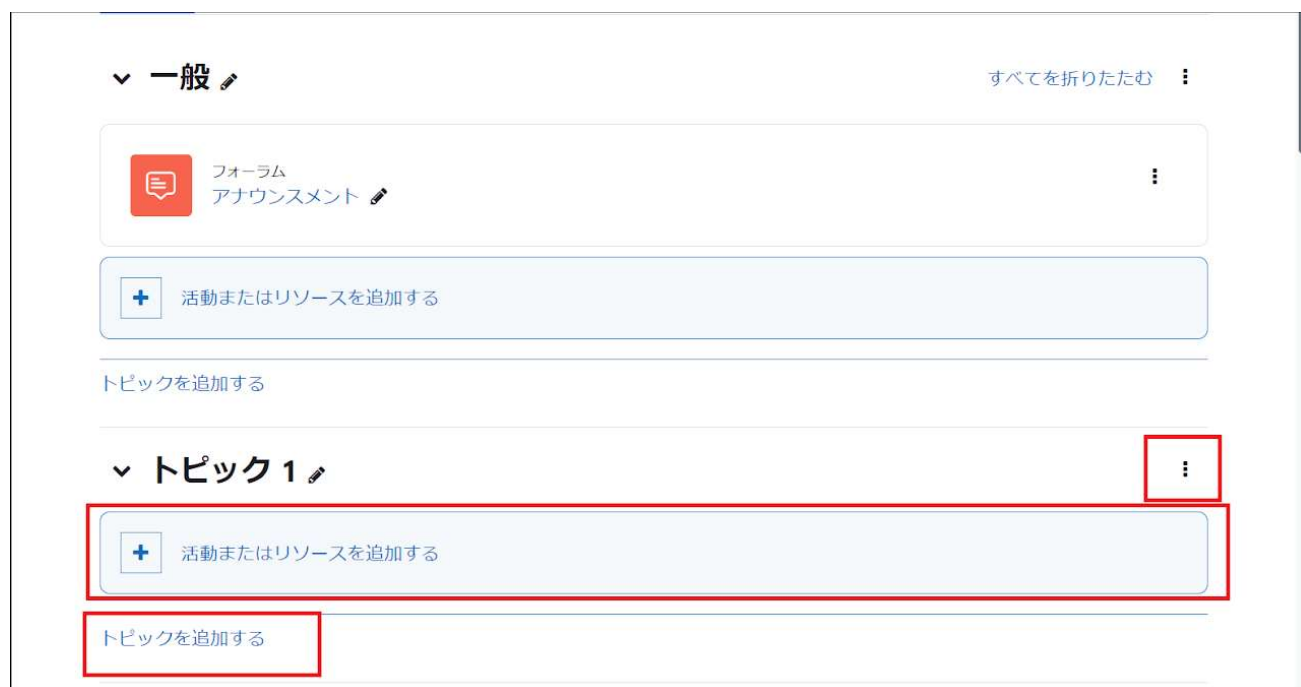 一般
すべてを折りたたむ
フォーラム
アナウンスメント
活動またはリソースを追加する
トピックを追加する
トピック 1
活動またはリソースを追加する
トピックを追加する